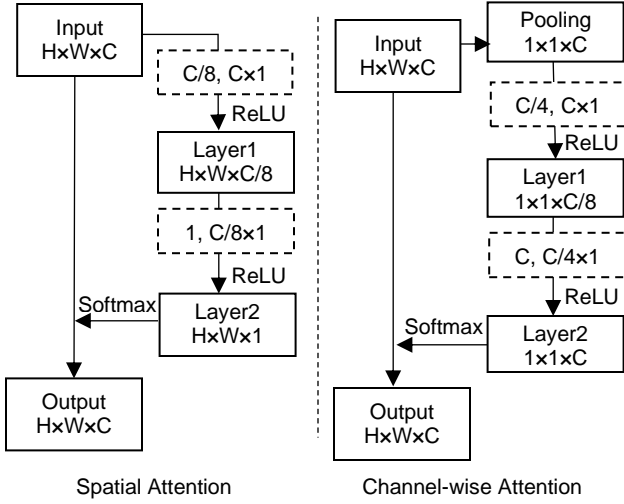 Input
H×W×C
C/8, C×1
ReLU
Layer1
H×W×C/8
1, C/8×1
ReLU
Softmax
Layer2
H×W×1
Output
H×W×C
Spatial Attention
Input
H×W×C
Pooling
1×1×C
C/4, C×1
ReLU
Layer1
1×1×C/8
C, C/4×1
ReLU
Softmax
Layer2
1×1×C
Output
H×W×C
Channel-wise Attention